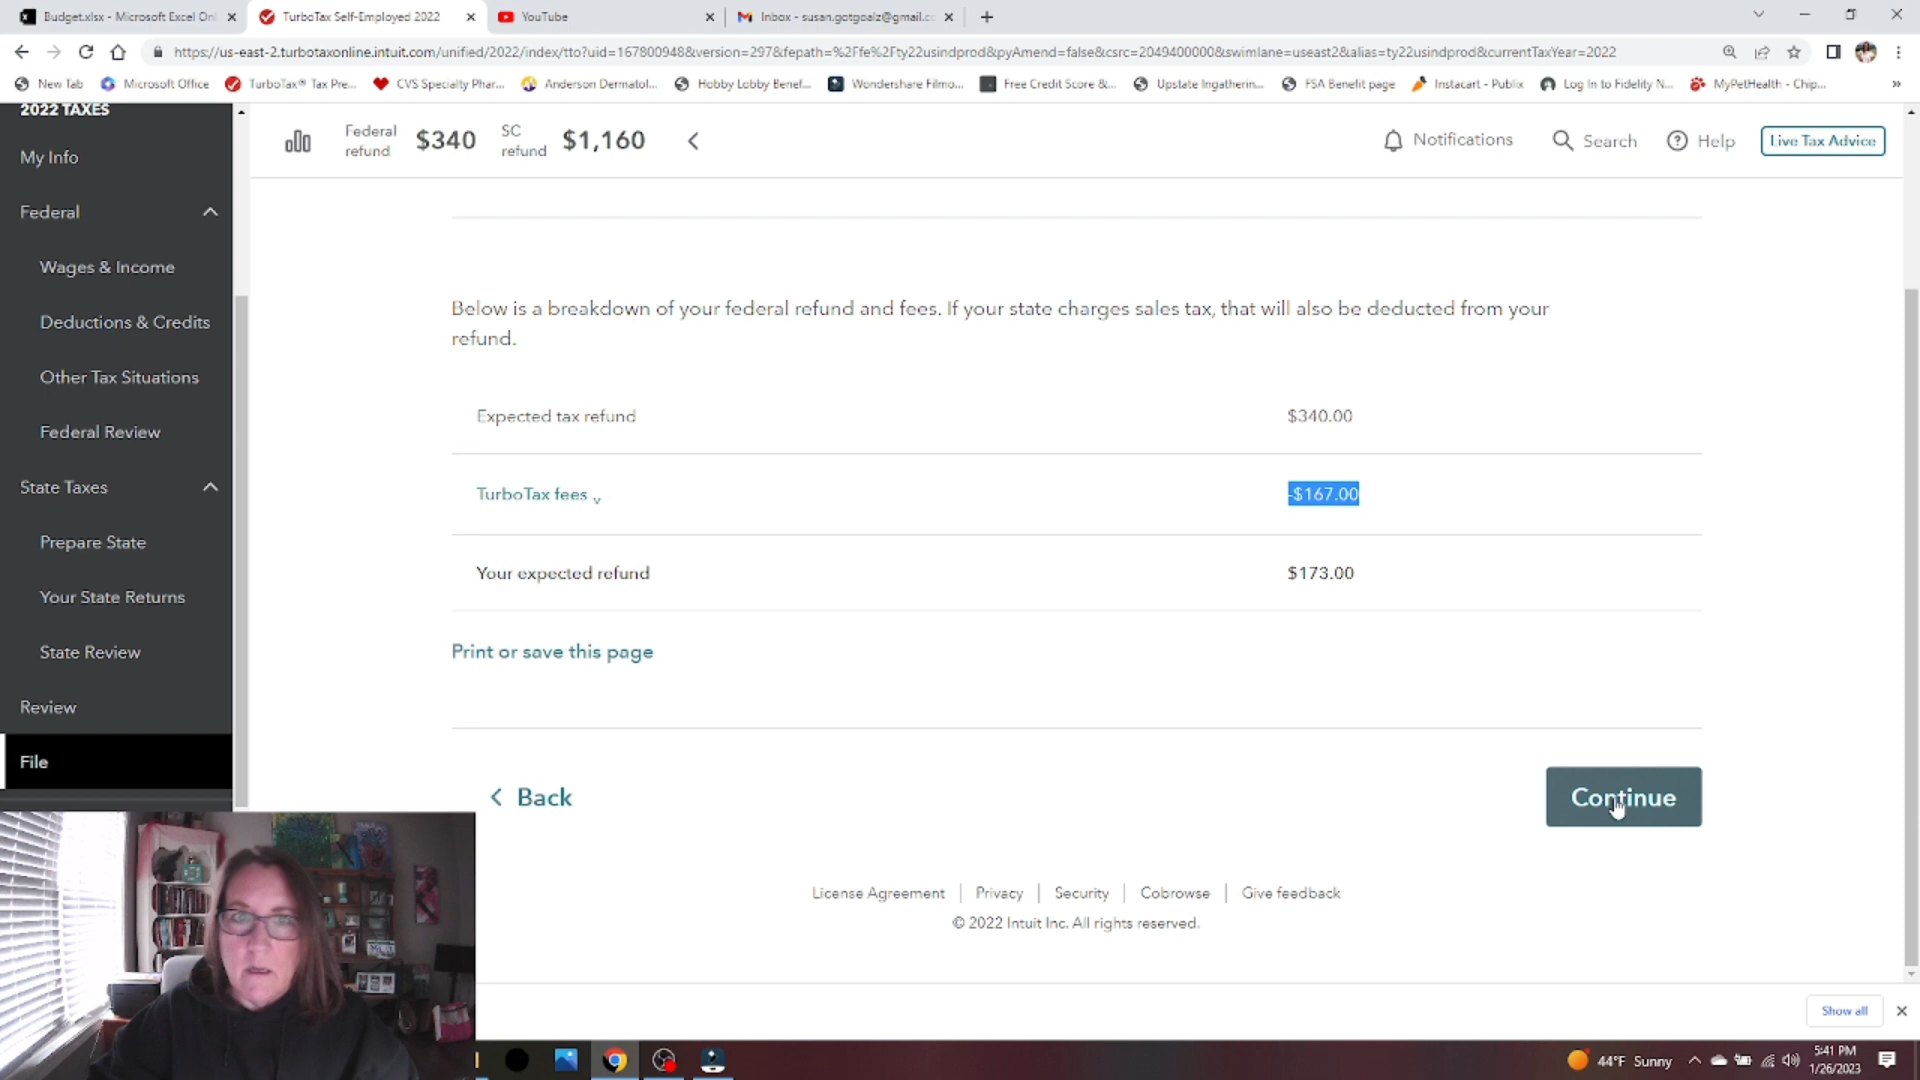 Budget.xlsx - Microsoft Excel Onl
TurboTax Self-Employed 2022
YouTube
Inbox - susan.gotgoalz@gmail.c
https://us-east-2.turbotaxonline.intuit.com/unified/2022/index/tto?uid=167800948&version=297&fepath=%2Ffe%2Fty22usindprod&pyAmend=false&csrc=2049400000&swimlane=useast2&alias=ty22usindprod&currentTaxYear=2022
New Tab
Microsoft Office
TurboTax® Tax Pre...
CVS Specialty Phar...
Anderson Dermatol...
Hobby Lobby Benef...
Wondershare Filmo...
Free Credit Score &...
Upstate Ingatherin...
FSA Benefit page
Instacart - Publix
Log In to Fidelity N...
MyPetHealth - Chip...
»
2022 TAXES
My Info
Federal
Wages & Income
Deductions & Credits
Other Tax Situations
Federal Review
State Taxes
Prepare State
Your State Returns
State Review
Review
File
Federal refund $340
SC refund $1,160
Notifications
Search
Help
Live Tax Advice
Below is a breakdown of your federal refund and fees. If your state charges sales tax, that will also be deducted from your
refund.
Expected tax refund $340.00
TurboTax fees -$167.00
Your expected refund $173.00
Print or save this page
Back
Continue
License Agreement | Privacy | Security | Cobrowse | Give feedback
© 2022 Intuit Inc. All rights reserved.
Show all
44°F Sunny
5:41 PM
1/26/2023